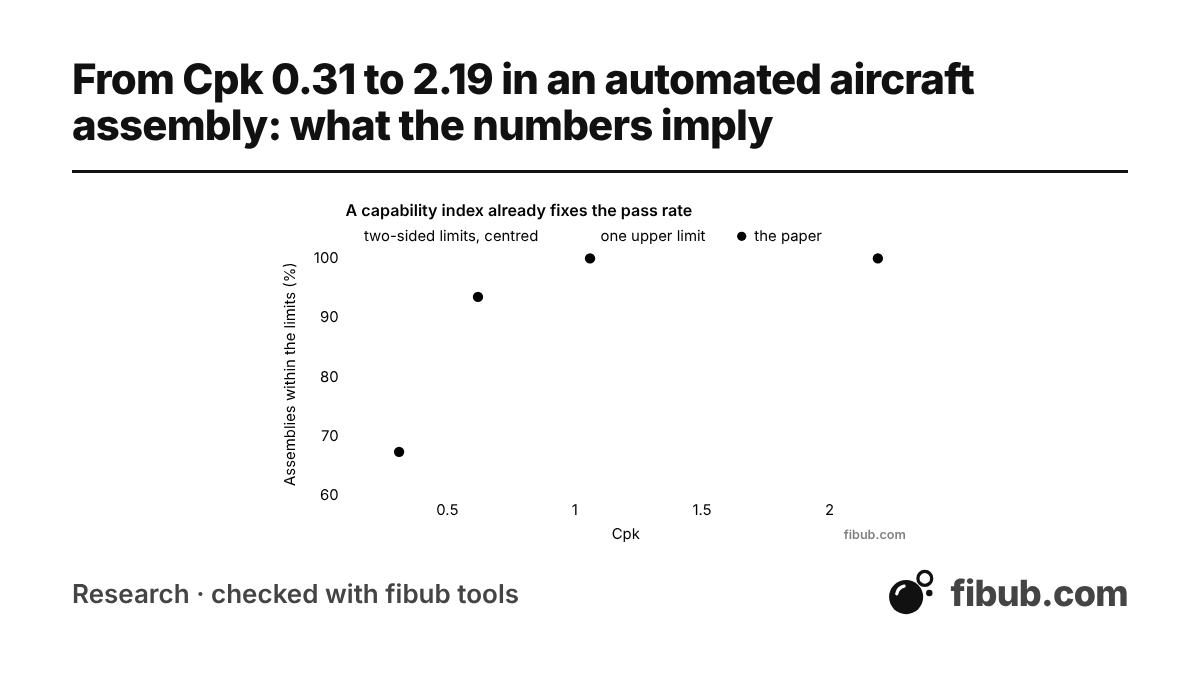 From Cpk 0.31 to 2.19 in an automated aircraft
assembly: what the numbers imply
A capability index already fixes the pass rate
two-sided limits, centred
one upper limit
the paper
Assemblies within the limits (%)
100
90
80
70
60
0.5
1
1.5
2
Cpk
fibub.com
Research · checked with fibub tools
fibub.com